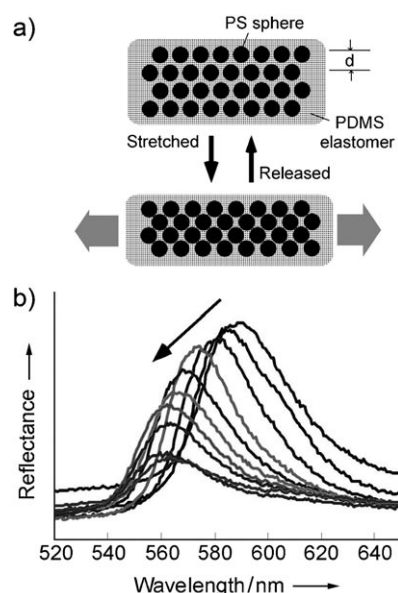 a)
PS sphere
d
PDMS
elastomer
Stretched
Released
b)
Reflectance
520 540 560 580 600 620 640
Wavelength/nm